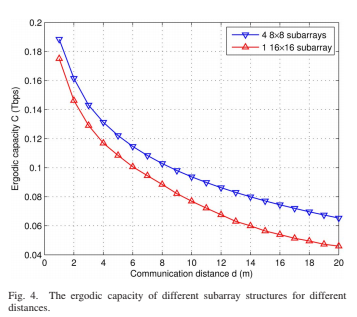 0.2
0.18
0.16
0.14
0.12
0.1
0.08
0.06
0.04
Ergodic capacity C (Tbps)
4 8×8 subarrays
1 16×16 subarray
0 2 4 6 8 10 12 14 16 18 20
Communication distance d (m)
Fig. 4. The ergodic capacity of different subarray structures for different
distances.